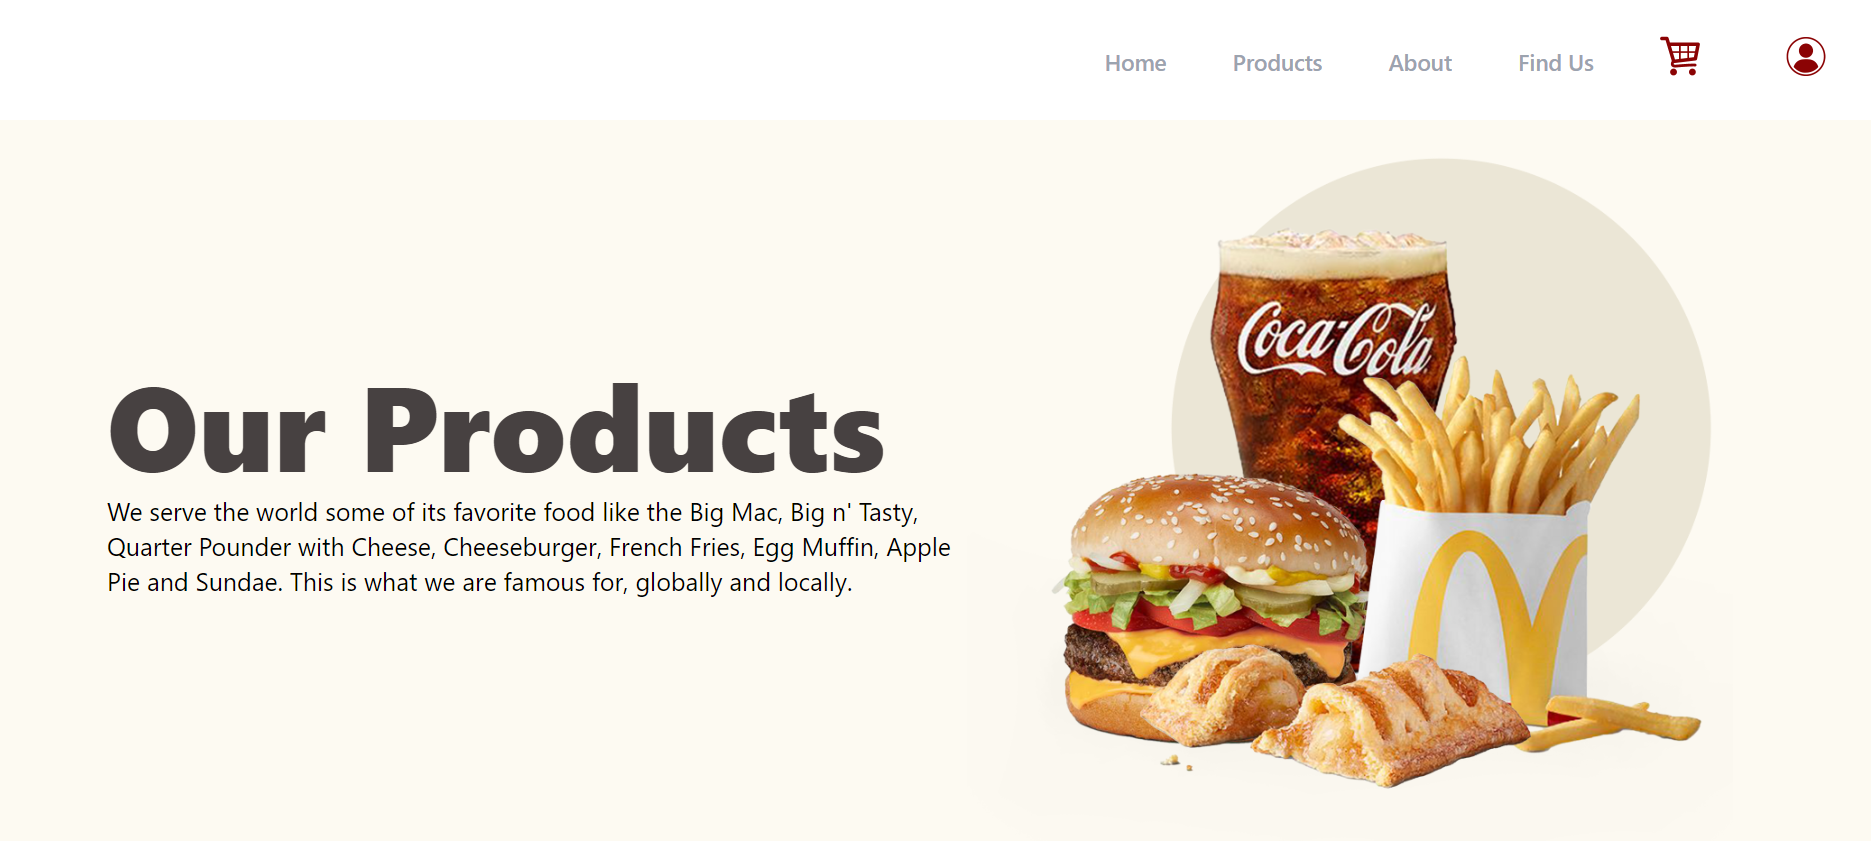 Home Products About Find Us
Coca-Cola
Our Products
We serve the world some of its favorite food like the Big Mac, Big n' Tasty,
Quarter Pounder with Cheese, Cheeseburger, French Fries, Egg Muffin, Apple
Pie and Sundae. This is what we are famous for, globally and locally.